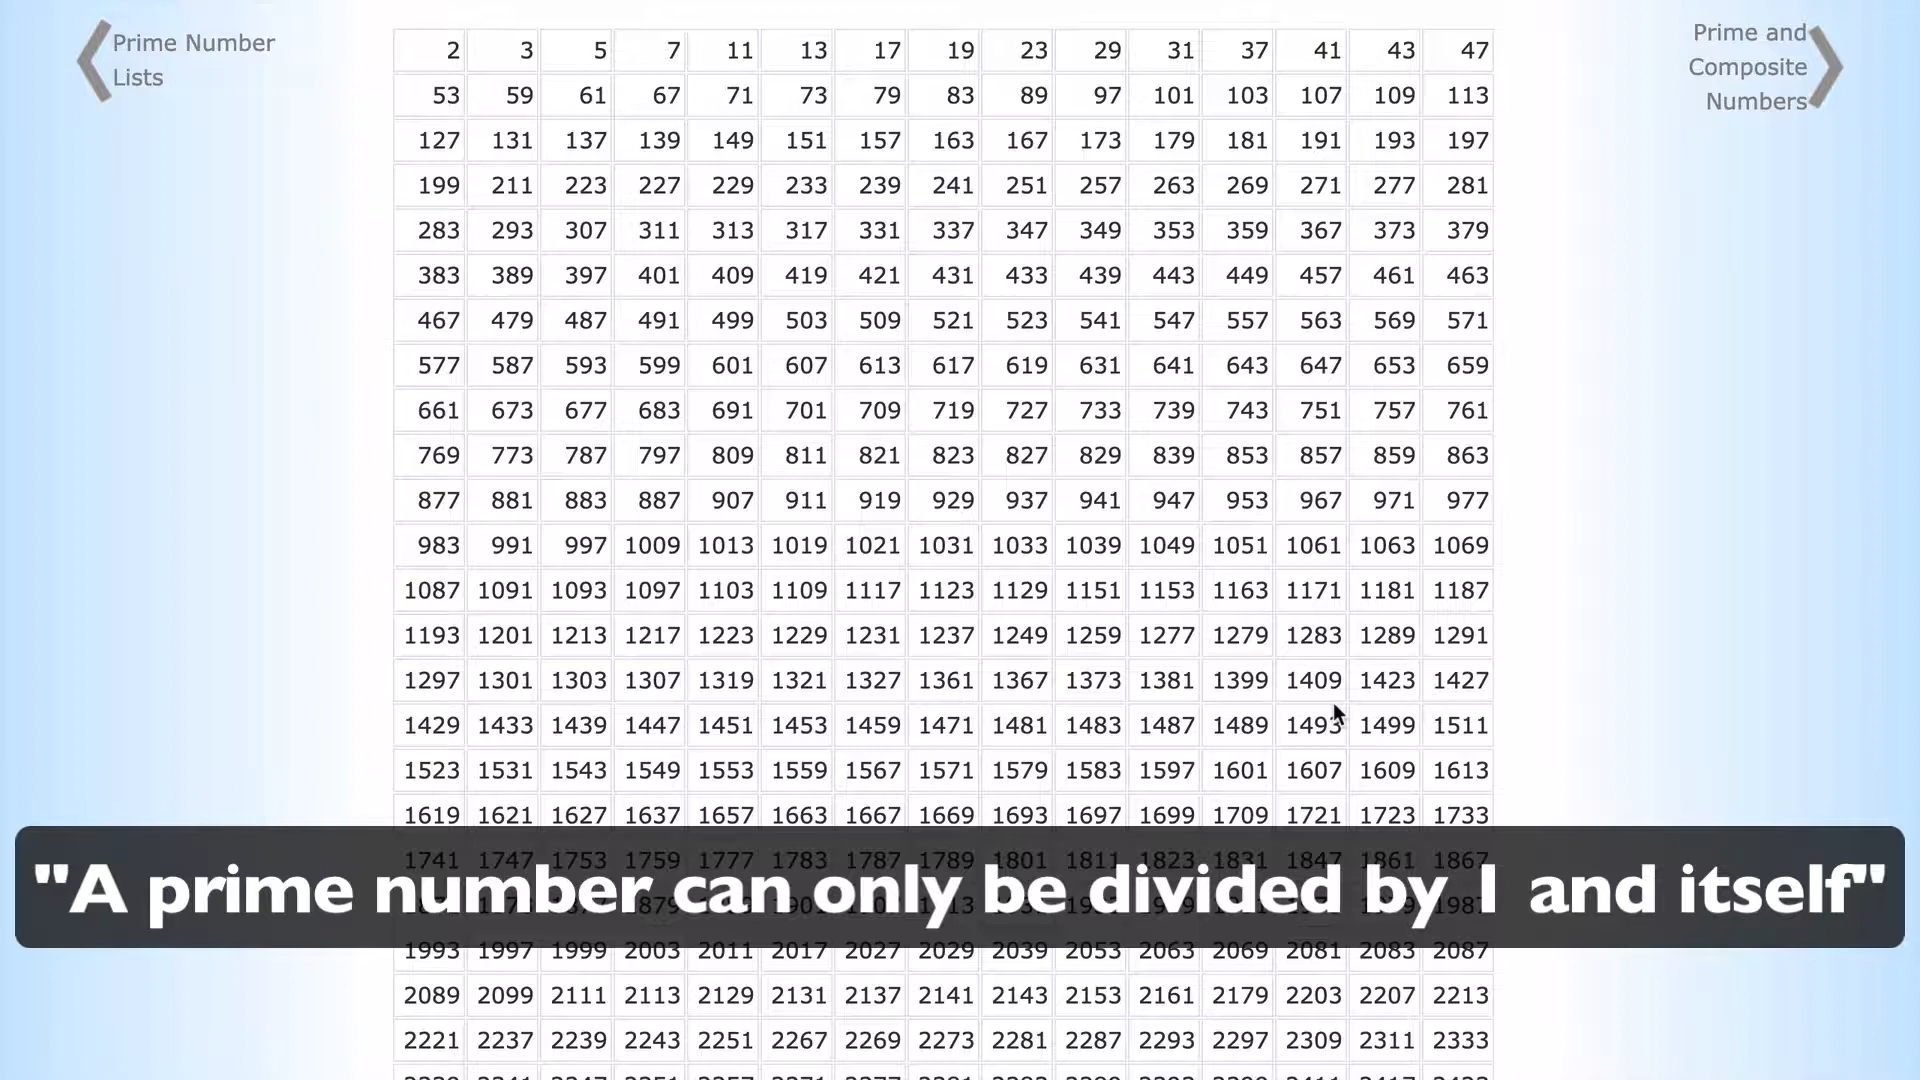 Prime Number
Lists
Prime and
Composite
Numbers
2 3 5 7 11 13 17 19 23 29 31 37 41 43 47
53 59 61 67 71 73 79 83 89 97 101 103 107 109 113
127 131 137 139 149 151 157 163 167 173 179 181 191 193 197
199 211 223 227 229 233 239 241 251 257 263 269 271 277 281
283 293 307 311 313 317 331 337 347 349 353 359 367 373 379
383 389 397 401 409 419 421 431 433 439 443 449 457 461 463
467 479 487 491 499 503 509 521 523 541 547 557 563 569 571
577 587 593 599 601 607 613 617 619 631 641 643 647 653 659
661 673 677 683 691 701 709 719 727 733 739 743 751 757 761
769 773 787 797 809 811 821 823 827 829 839 853 857 859 863
877 881 883 887 907 911 919 929 937 941 947 953 967 971 977
983 991 997 1009 1013 1019 1021 1031 1033 1039 1049 1051 1061 1063 1069
1087 1091 1093 1097 1103 1109 1117 1123 1129 1151 1153 1163 1171 1181 1187
1193 1201 1213 1217 1223 1229 1231 1237 1249 1259 1277 1279 1283 1289 1291
1297 1301 1303 1307 1319 1321 1327 1361 1367 1373 1381 1399 1409 1423 1427
1429 1433 1439 1447 1451 1453 1459 1471 1481 1483 1487 1489 1493 1499 1511
1523 1531 1543 1549 1553 1559 1567 1571 1579 1583 1597 1601 1607 1609 1613
1619 1621 1627 1637 1657 1663 1667 1669 1693 1697 1699 1709 1721 1723 1733
1741 1747 1753 1759 1777 1783 1787 1789 1801 1811 1823 1831 1847 1861 1867
"A prime number can only be divided by 1 and itself"
1993 1997 1999 2003 2011 2017 2027 2029 2039 2053 2063 2069 2081 2083 2087
2089 2099 2111 2113 2129 2131 2137 2141 2143 2153 2161 2179 2203 2207 2213
2221 2237 2239 2243 2251 2267 2269 2273 2281 2287 2293 2297 2309 2311 2333